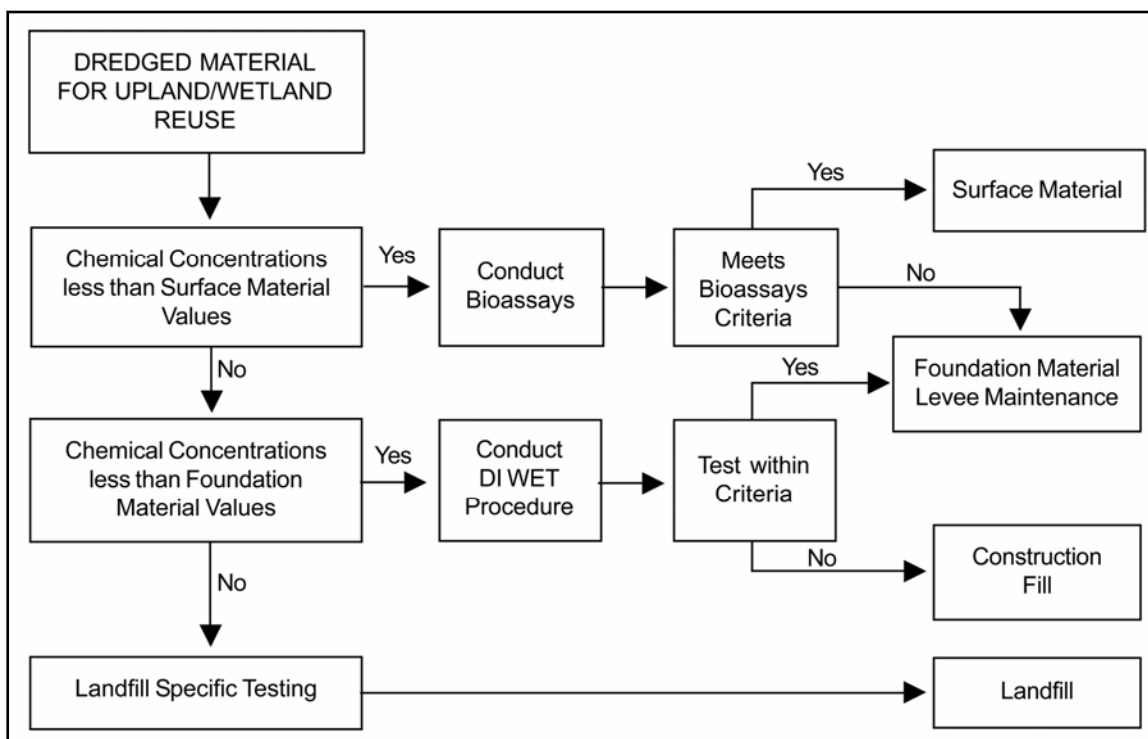 DREDGED MATERIAL
FOR UPLAND/WETLAND
REUSE
Yes
Surface Material
Chemical Concentrations
less than Surface Material
Values
Yes
Conduct
Bioassays
Meets
Bioassays
Criteria
No
No
Yes
Foundation Material
Levee Maintenance
Chemical Concentrations
less than Foundation
Material Values
Yes
Conduct
DI WET
Procedure
Test within
Criteria
No
No
Construction
Fill
Landfill Specific Testing
Landfill